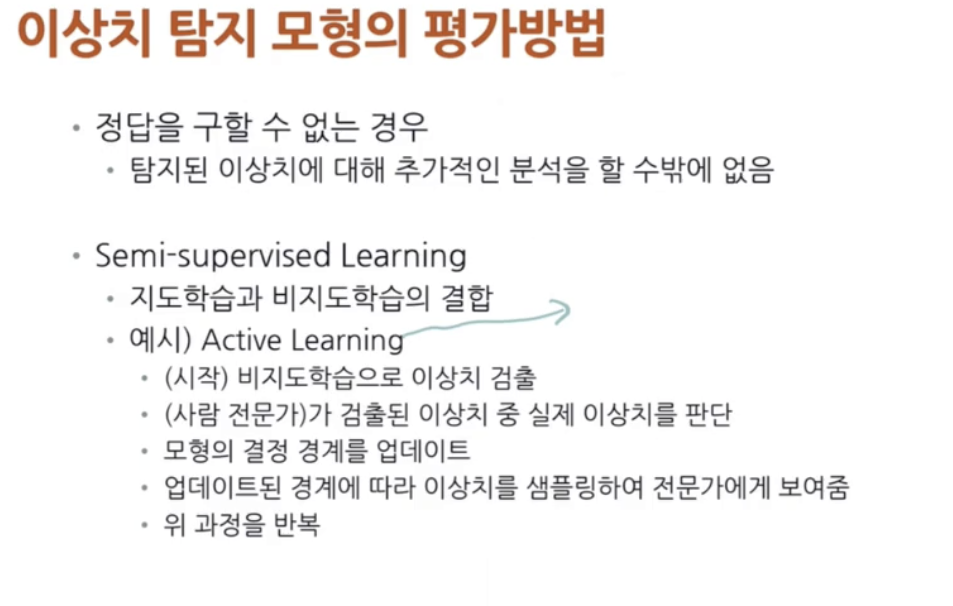 이상치 탐지 모형의 평가방법
• 정답을 구할 수 없는 경우
• 탐지된 이상치에 대해 추가적인 분석을 할 수밖에 없음
• Semi-supervised Learning
• 지도학습과 비지도학습의 결합
• 예시) Active Learning
• (시작) 비지도학습으로 이상치 검출
• (사람 전문가)가 검출된 이상치 중 실제 이상치를 판단
• 모형의 결정 경계를 업데이트
• 업데이트된 경계에 따라 이상치를 샘플링하여 전문가에게 보여줌
• 위 과정을 반복